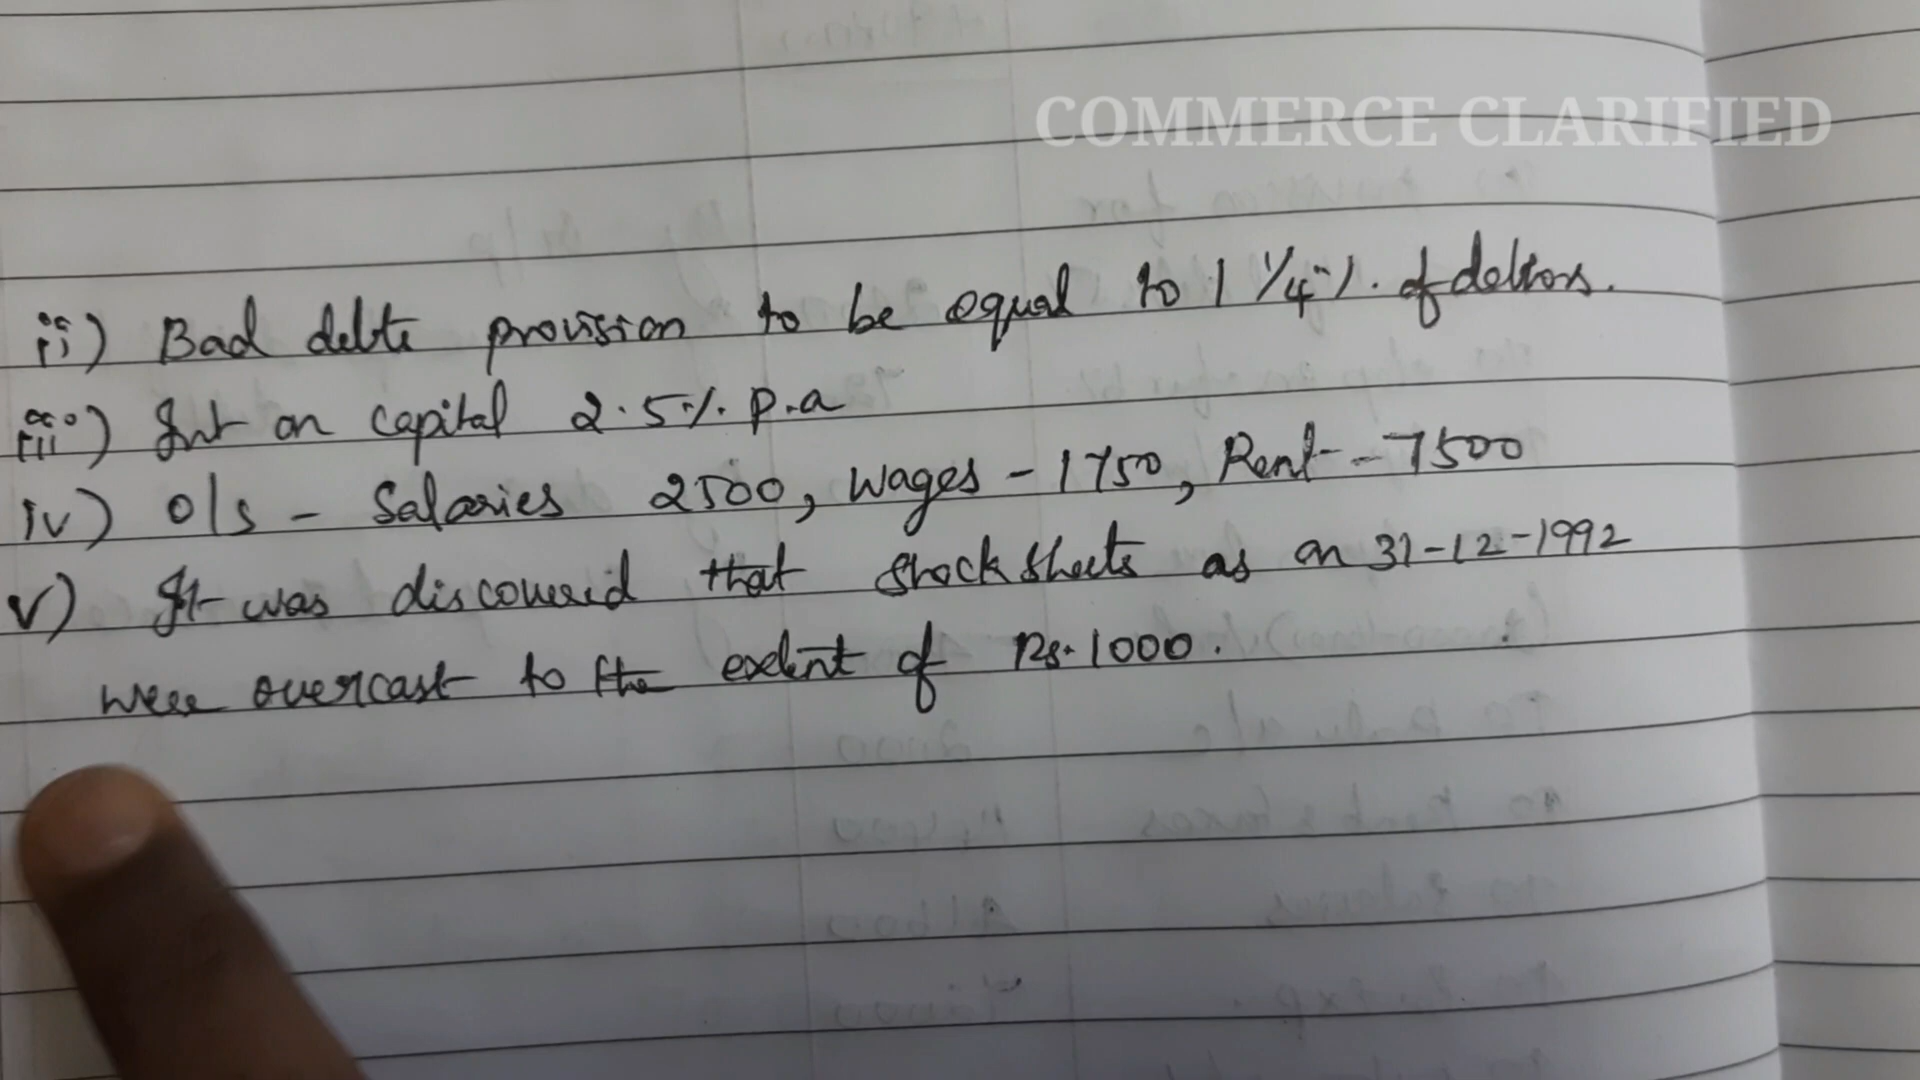 COMMERCE CLARIFIED
ii) Bad debts provision to be equal to 1 1/4 %. of debtors.
iii) Int on capital 2.5%. p.a
iv) O/s - Salaries 2500, Wages - 1750, Rent - 7500
v) It was discovered that stock sheets as on 31-12-1992
were overcast to the extent of Rs. 1000.